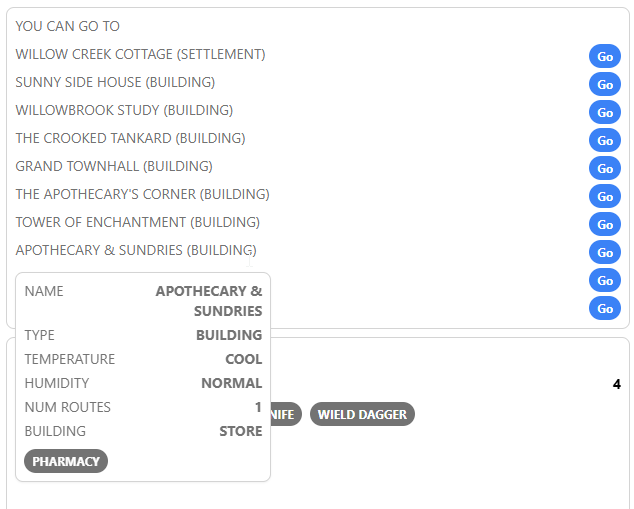 YOU CAN GO TO
WILLOW CREEK COTTAGE (SETTLEMENT) Go
SUNNY SIDE HOUSE (BUILDING) Go
WILLOWBROOK STUDY (BUILDING) Go
THE CROOKED TANKARD (BUILDING) Go
GRAND TOWNHALL (BUILDING) Go
THE APOTHECARY'S CORNER (BUILDING) Go
TOWER OF ENCHANTMENT (BUILDING) Go
APOTHECARY & SUNDRIES (BUILDING) Go
Go
Go
NAME APOTHECARY &
SUNDRIES
TYPE BUILDING
TEMPERATURE COOL
HUMIDITY NORMAL
NUM ROUTES 1
BUILDING STORE
PHARMACY
4
NIFE WIELD DAGGER